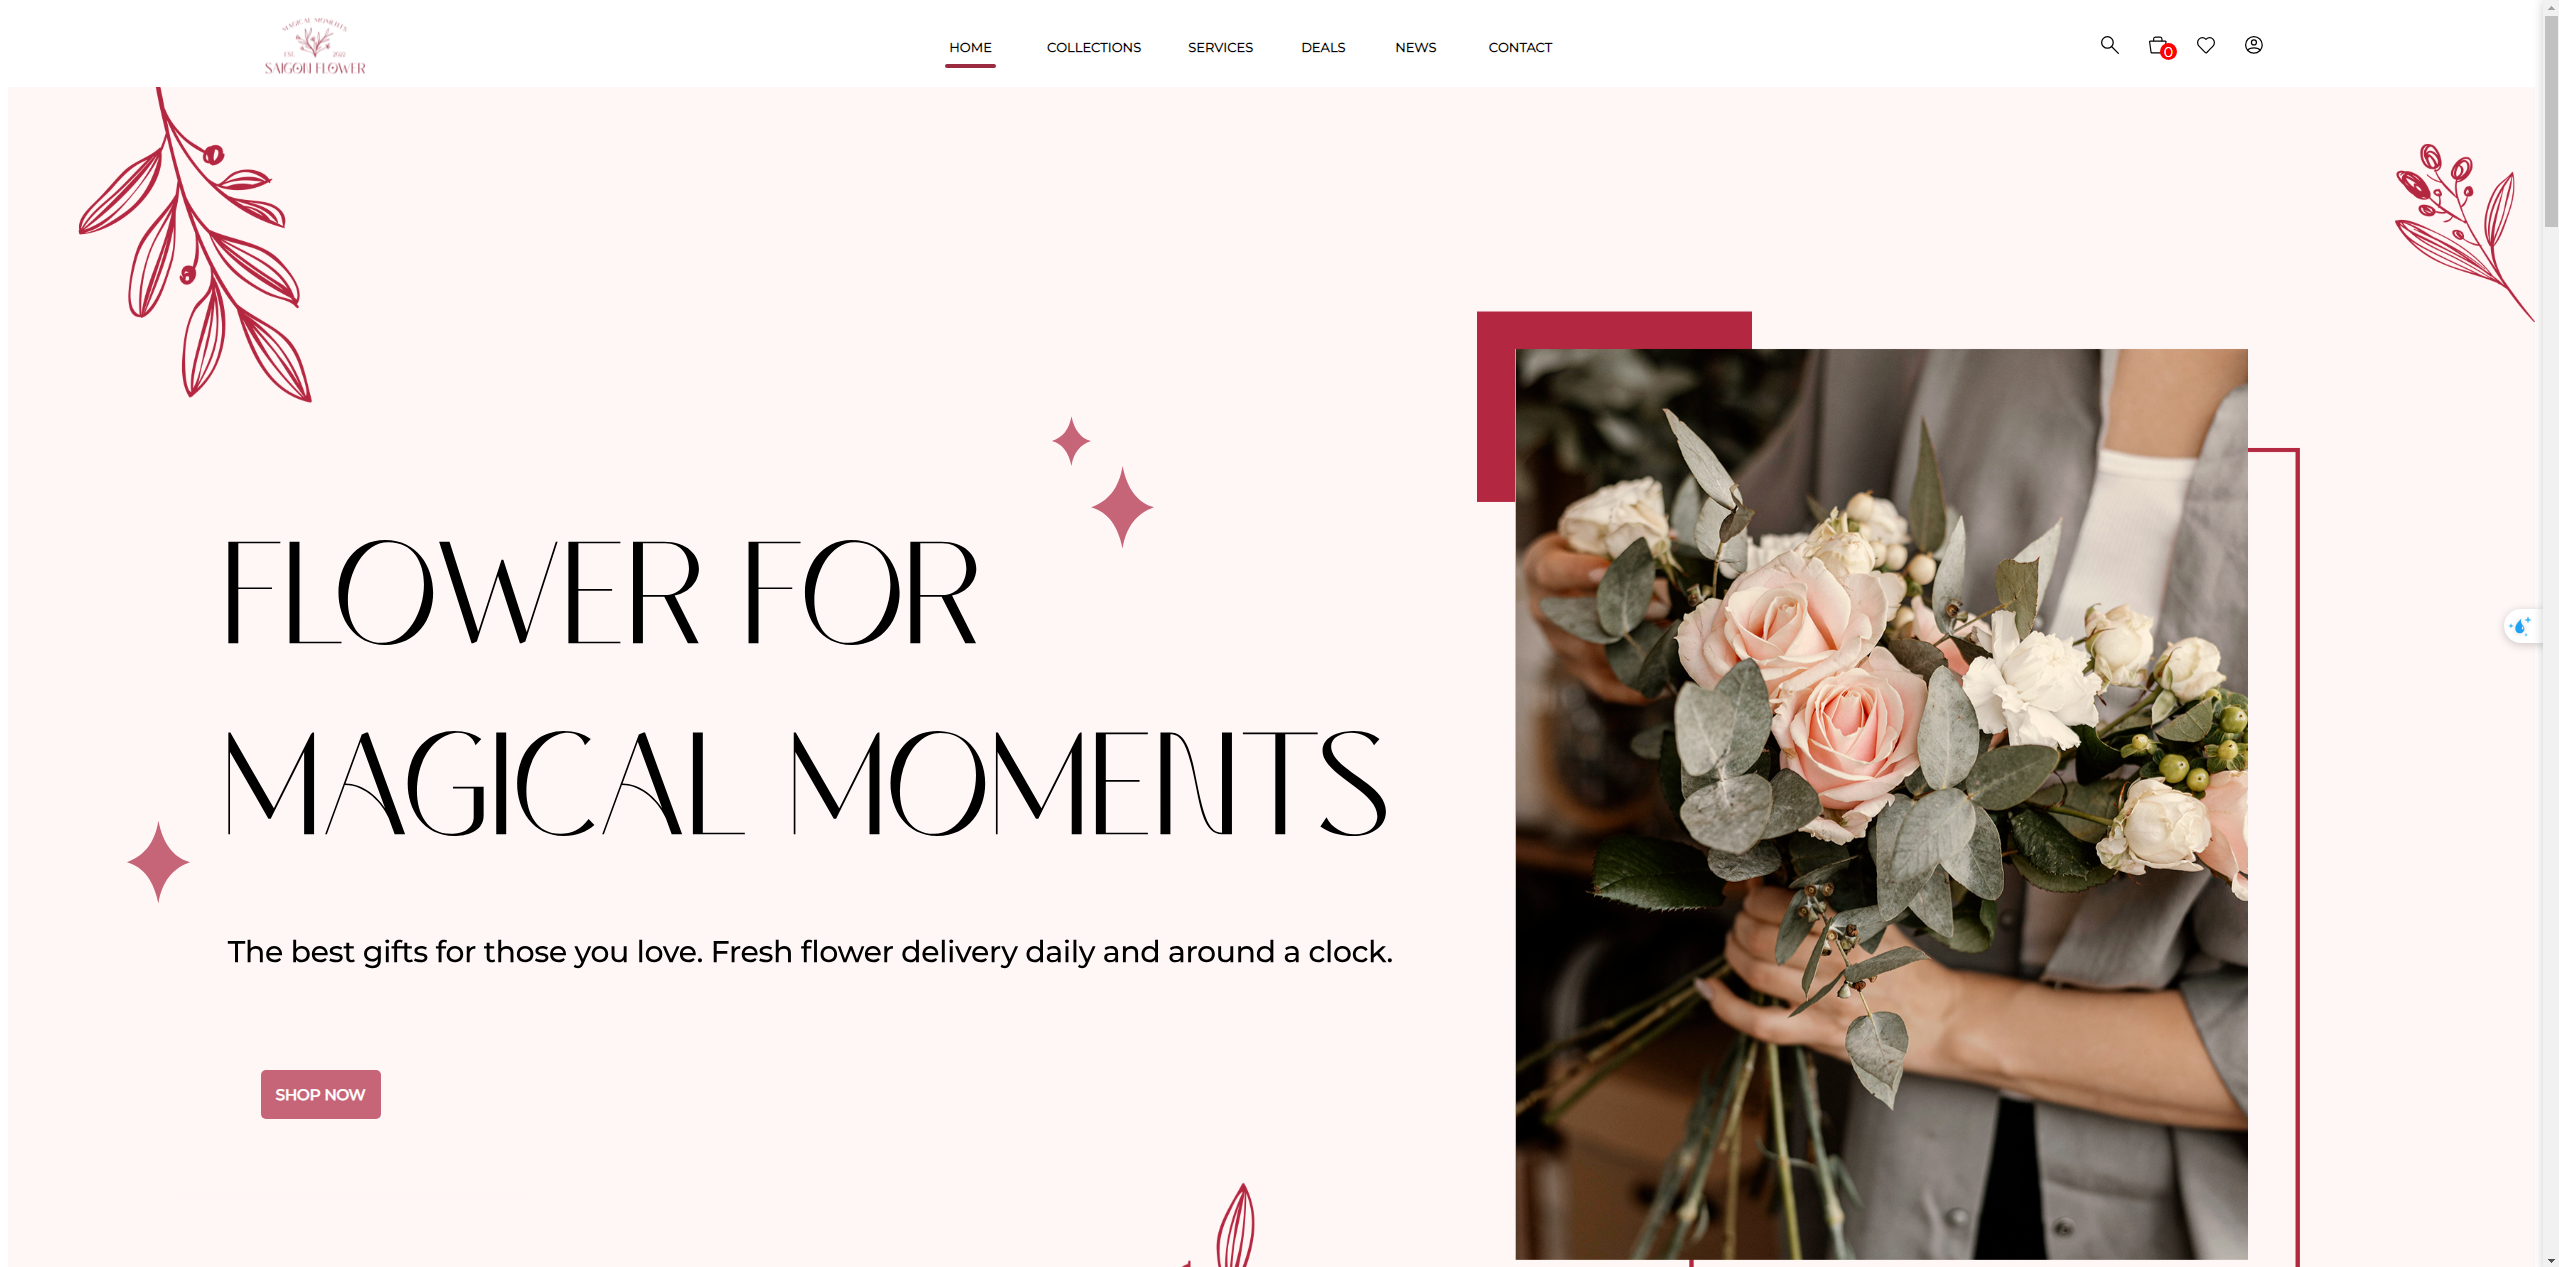 MAGICAL MOMENTS
EST. 2022
SAIGON FLOWER
HOME COLLECTIONS SERVICES DEALS NEWS CONTACT
0
FLOWER FOR
MAGICAL MOMENTS
The best gifts for those you love. Fresh flower delivery daily and around a clock.
SHOP NOW